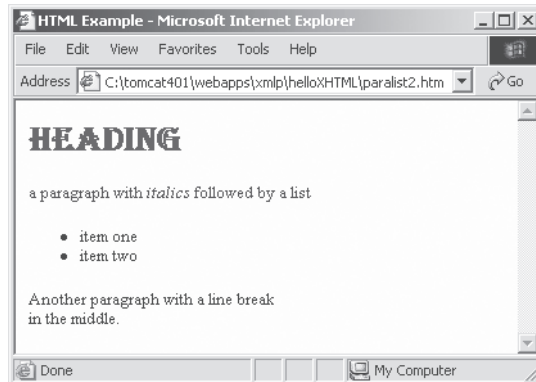 HTML Example - Microsoft Internet Explorer
File Edit View Favorites Tools Help
Address C:\tomcat401\webapps\xmlp\helloXHTML\paralist2.htm Go
HEADING
a paragraph with italics followed by a list
• item one
• item two
Another paragraph with a line break
in the middle.
Done My Computer